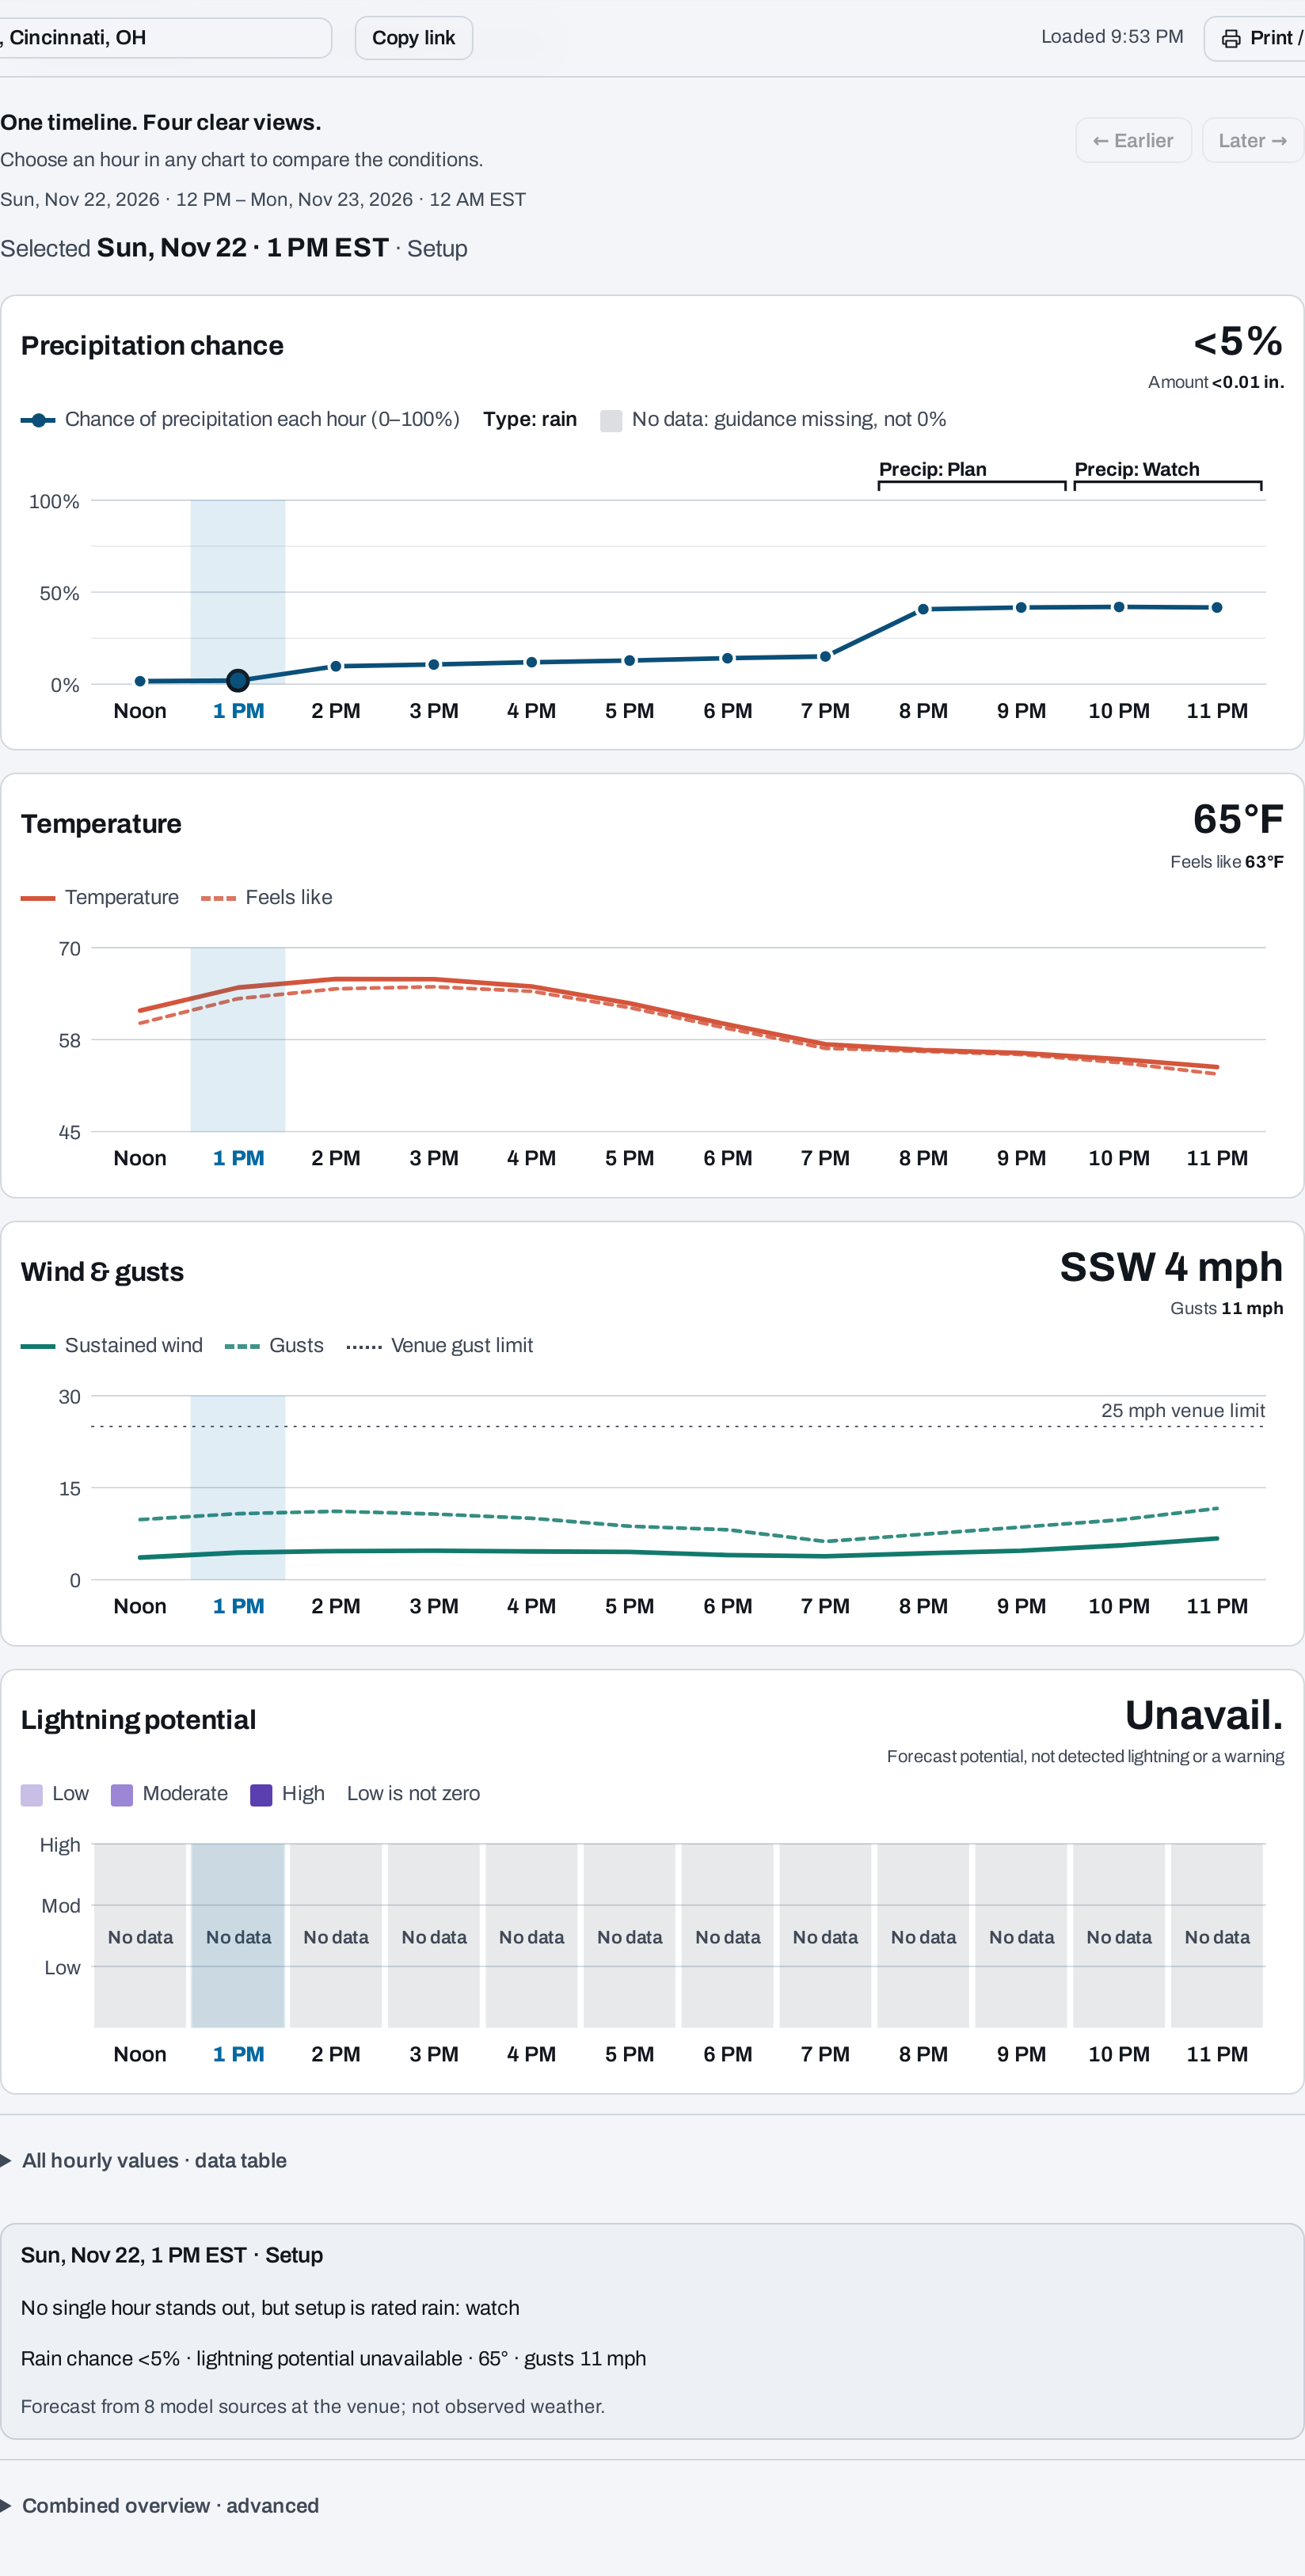 , Cincinnati, OH
Copy link
Loaded 9:53 PM
Print /
One timeline. Four clear views.
Choose an hour in any chart to compare the conditions.
← Earlier
Later →
Sun, Nov 22, 2026 · 12 PM – Mon, Nov 23, 2026 · 12 AM EST
Selected Sun, Nov 22 · 1 PM EST · Setup
Precipitation chance
<5%
Amount <0.01 in.
Chance of precipitation each hour (0–100%) Type: rain No data: guidance missing, not 0%
Precip: Plan Precip: Watch
100%
50%
0%
Noon 1 PM 2 PM 3 PM 4 PM 5 PM 6 PM 7 PM 8 PM 9 PM 10 PM 11 PM
Temperature
65°F
Feels like 63°F
Temperature Feels like
70
58
45
Noon 1 PM 2 PM 3 PM 4 PM 5 PM 6 PM 7 PM 8 PM 9 PM 10 PM 11 PM
Wind & gusts
SSW 4 mph
Gusts 11 mph
Sustained wind Gusts Venue gust limit
30
25 mph venue limit
15
0
Noon 1 PM 2 PM 3 PM 4 PM 5 PM 6 PM 7 PM 8 PM 9 PM 10 PM 11 PM
Lightning potential
Unavail.
Forecast potential, not detected lightning or a warning
Low Moderate High Low is not zero
High
Mod
No data No data No data No data No data No data No data No data No data No data No data No data
Low
Noon 1 PM 2 PM 3 PM 4 PM 5 PM 6 PM 7 PM 8 PM 9 PM 10 PM 11 PM
All hourly values · data table
Sun, Nov 22, 1 PM EST · Setup
No single hour stands out, but setup is rated rain: watch
Rain chance <5% · lightning potential unavailable · 65° · gusts 11 mph
Forecast from 8 model sources at the venue; not observed weather.
Combined overview · advanced